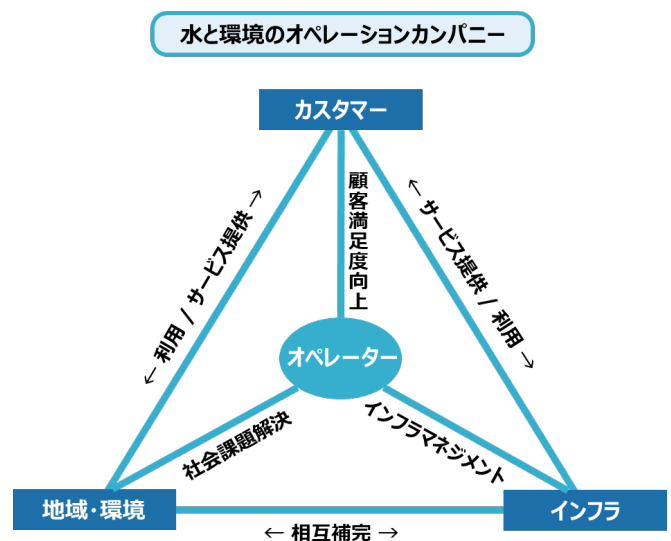 水と環境のオペレーションカンパニー
カスタマー
← 利用 / サービス提供 →
顧客満足度向上
← サービス提供 / 利用 →
オペレーター
社会課題解決
インフラマネジメント
地域・環境
インフラ
← 相互補完 →